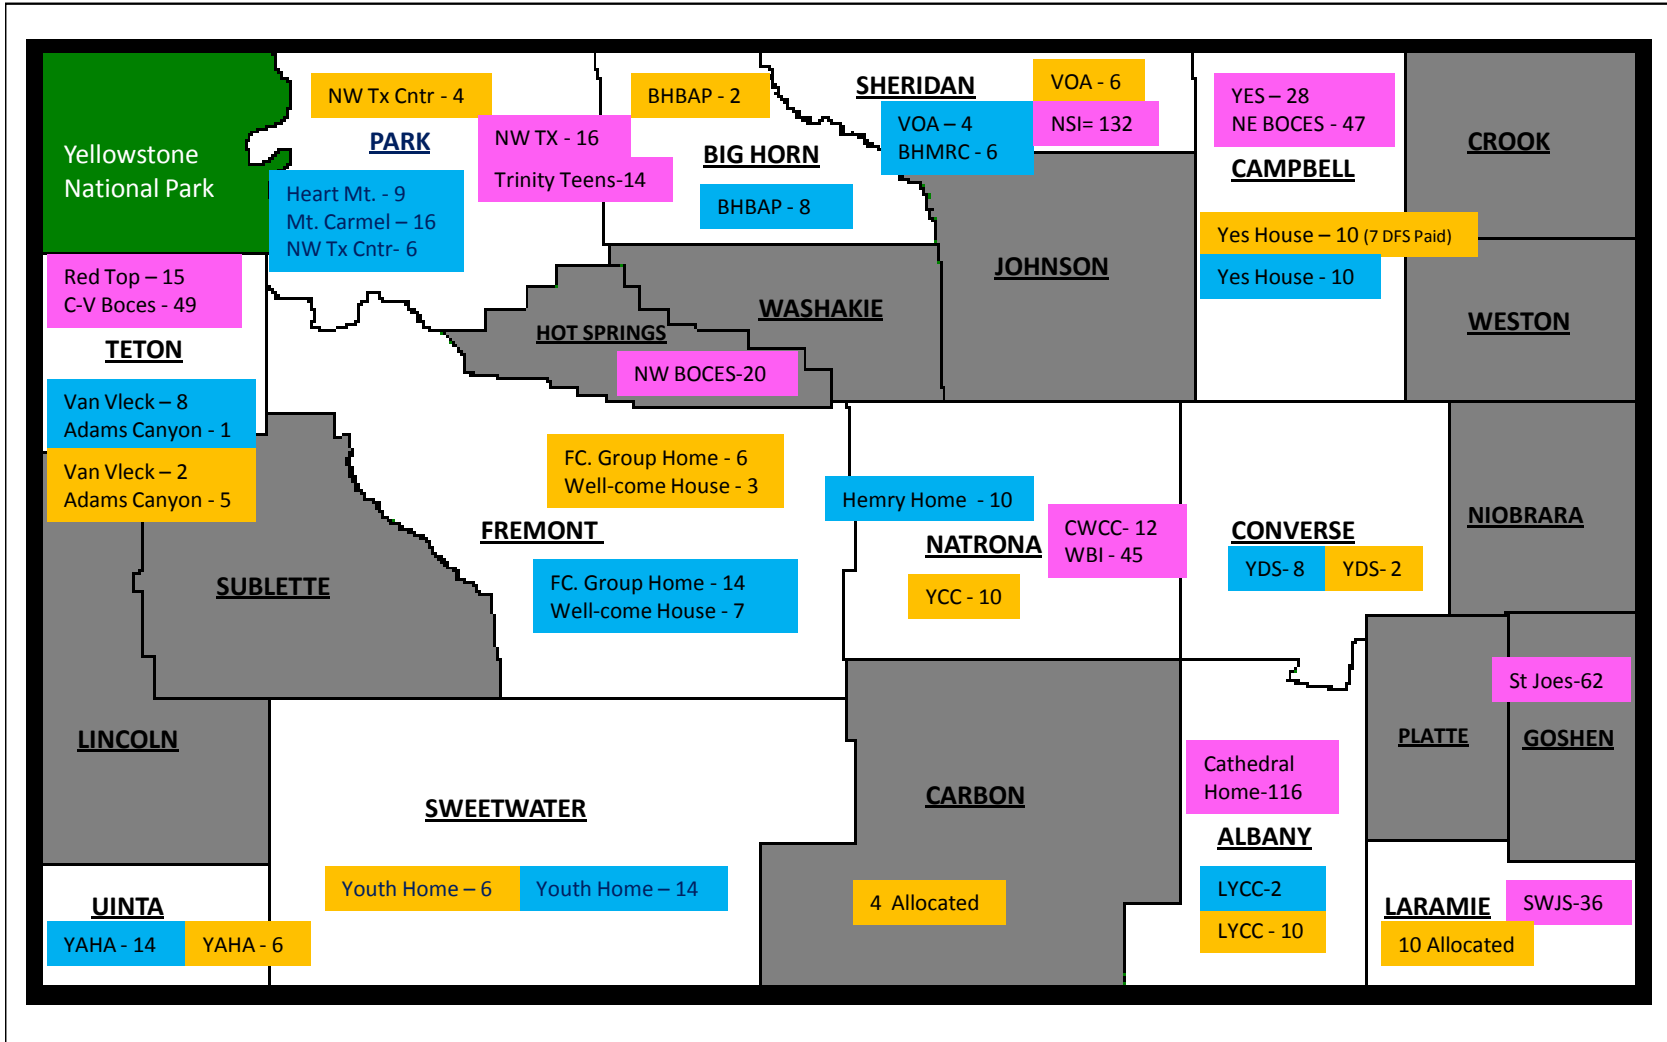 NW Tx Cntr - 4
PARK
NW TX - 16
Trinity Teens-14
Heart Mt. - 9
Mt. Carmel – 16
NW Tx Cntr- 6
BHBAP - 2
BIG HORN
BHBAP - 8
SHERIDAN
VOA - 6
VOA – 4
BHMRC - 6
NSI= 132
YES – 28
NE BOCES - 47
CAMPBELL
Yes House – 10 (7 DFS Paid)
Yes House - 10
CROOK
WESTON
Yellowstone
National Park
Red Top – 15
C-V Boces - 49
TETON
Van Vleck – 8
Adams Canyon - 1
Van Vleck – 2
Adams Canyon - 5
HOT SPRINGS
NW BOCES-20
WASHAKIE
JOHNSON
FC. Group Home - 6
Well-come House - 3
FREMONT
FC. Group Home - 14
Well-come House - 7
SUBLETTE
Hemry Home - 10
NATRONA
CWCC- 12
WBI - 45
YCC - 10
CONVERSE
YDS- 8
YDS- 2
NIOBRARA
LINCOLN
SWEETWATER
Youth Home – 6
Youth Home – 14
UINTA
YAHA - 14
YAHA - 6
CARBON
4 Allocated
Cathedral
Home-116
ALBANY
LYCC-2
LYCC - 10
PLATTE
St Joes-62
GOSHEN
LARAMIE
SWJS-36
10 Allocated